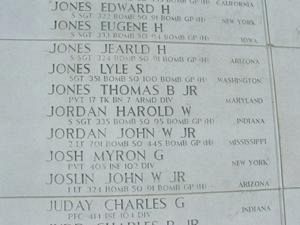 CALIFORNIA
JONES EDWARD H
S SGT 322 BOMB SQ 91 BOMB GP (H) NEW YORK
JONES EUGENE H
S SGT 333 BOMB SQ 94 BOMB GP (H) IOWA
JONES JEARLD H
S SGT 324 BOMB SQ 91 BOMB GP (H) ARIZONA
JONES LYLE S
SGT 351 BOMB SQ 100 BOMB GP (H) WASHINGTON
JONES THOMAS B JR
PVT 17 TK BN 7 ARMD DIV MARYLAND
JORDAN HAROLD W
S SGT 335 BOMB SQ 95 BOMB GP (H) INDIANA
JORDAN JOHN W JR
2 LT 701 BOMB SQ 445 BOMB GP (H) MISSISSIPPI
JOSH MYRON G
PVT 405 INF 102 DIV NEW YORK
JOSLIN JOHN W JR
1 LT 324 BOMB SQ 91 BOMB GP (H) ARIZONA
JUDAY CHARLES G
PFC 414 INF 104 DIV INDIANA